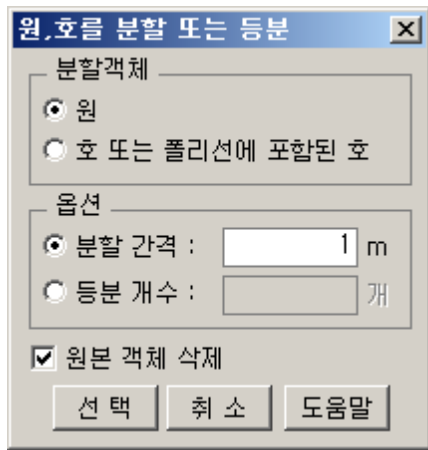 원,호를 분할 또는 등분
분할객체
원
호 또는 폴리선에 포함된 호
옵션
분할 간격 : 1 m
등분 개수 : 개
원본 객체 삭제
선 택 취 소 도움말